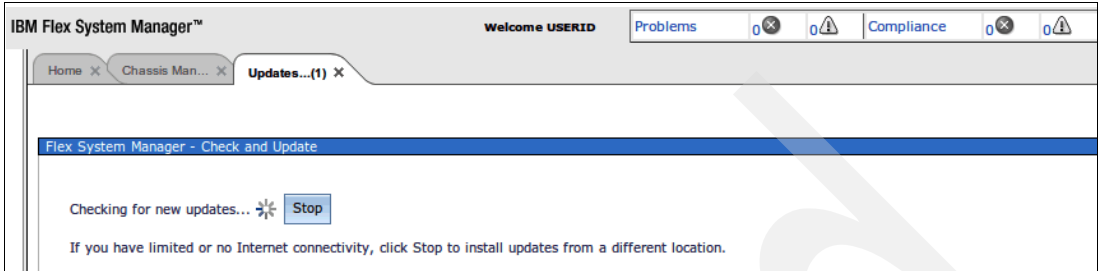 IBM Flex System Manager™ Welcome USERID Problems 0 0 Compliance 0 0
Home Chassis Man... Updates...(1)
Flex System Manager - Check and Update
Checking for new updates... Stop
If you have limited or no Internet connectivity, click Stop to install updates from a different location.